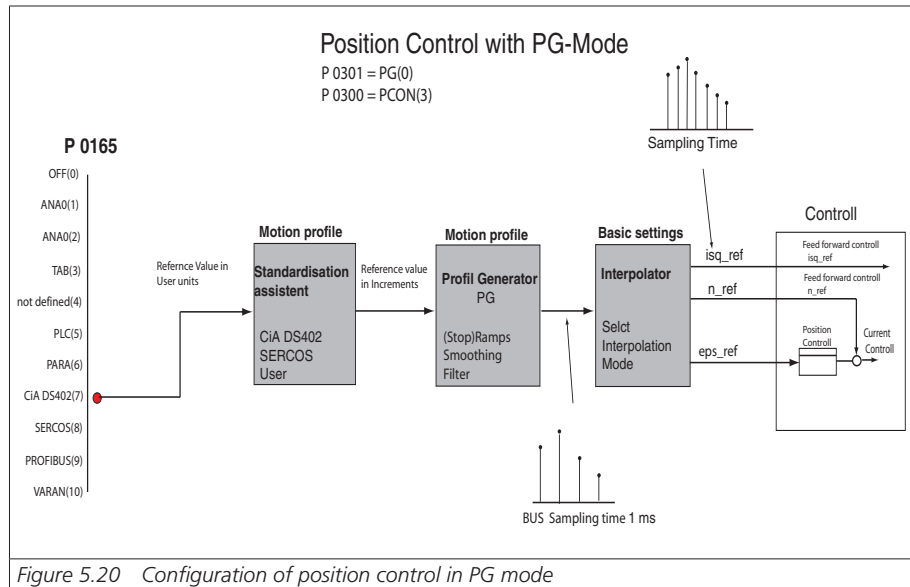 Position Control with PG-Mode
P 0301 = PG(0)
P 0300 = PCON(3)
P 0165
OFF(0)
ANA0(1)
ANA0(2)
TAB(3)
not defined(4)
PLC(5)
PARA(6)
CiA DS402(7)
SERCOS(8)
PROFIBUS(9)
VARAN(10)
Refernce Value in
User units
Motion profile
Standardisation
assistent
CiA DS402
SERCOS
User
Reference value
in Increments
Motion profile
Profil Generator
PG
(Stop)Ramps
Smoothing
Filter
BUS Sampling time 1 ms
Basic settings
Interpolator
Selct
Interpolation
Mode
Sampling Time
isq_ref
n_ref
eps_ref
Controll
Feed forward controll
isq_ref
Feed forward controll
n_ref
Position
Controll
Current
Controll
Figure 5.20 Configuration of position control in PG mode